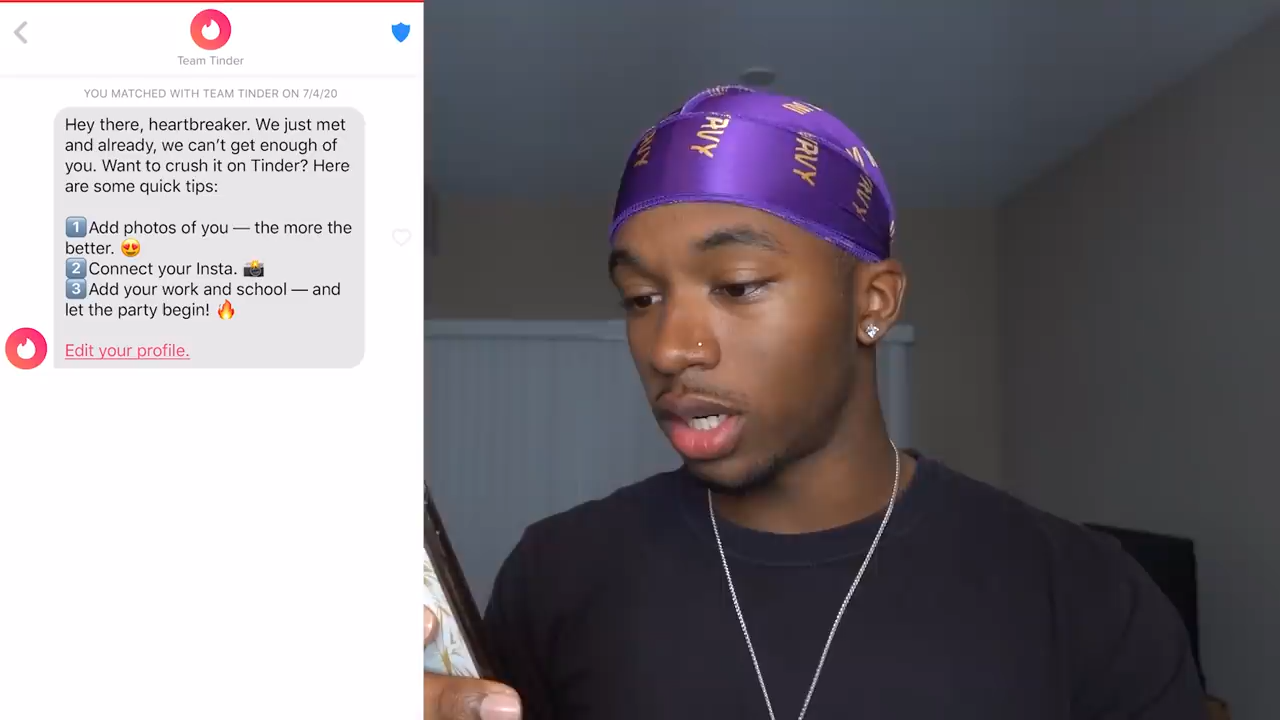 Team Tinder
YOU MATCHED WITH TEAM TINDER ON 7/4/20
Hey there, heartbreaker. We just met
and already, we can’t get enough of
you. Want to crush it on Tinder? Here
are some quick tips:
1 Add photos of you — the more the
better. 😍
2 Connect your Insta. 📸
3 Add your work and school — and
let the party begin! 🔥
Edit your profile.